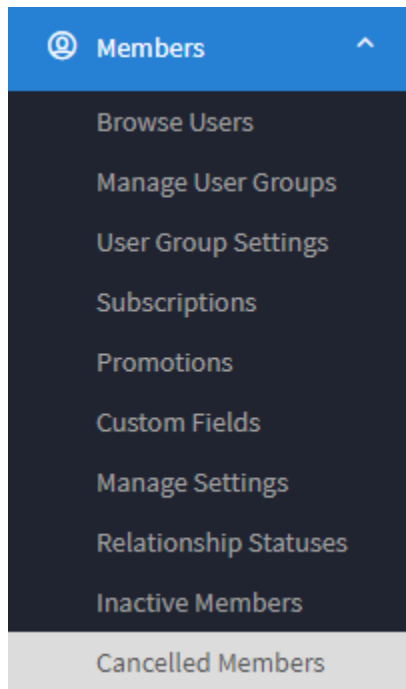 Members
Browse Users
Manage User Groups
User Group Settings
Subscriptions
Promotions
Custom Fields
Manage Settings
Relationship Statuses
Inactive Members
Cancelled Members